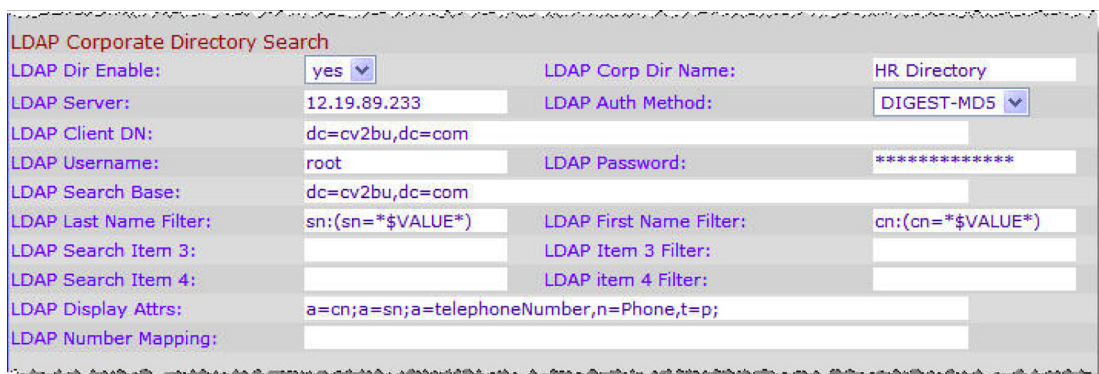 LDAP Corporate Directory Search
LDAP Dir Enable: yes LDAP Corp Dir Name: HR Directory
LDAP Server: 12.19.89.233 LDAP Auth Method: DIGEST-MD5
LDAP Client DN: dc=cv2bu,dc=com
LDAP Username: root LDAP Password: *************
LDAP Search Base: dc=cv2bu,dc=com
LDAP Last Name Filter: sn:(sn=*$VALUE*) LDAP First Name Filter: cn:(cn=*$VALUE*)
LDAP Search Item 3: LDAP Item 3 Filter:
LDAP Search Item 4: LDAP item 4 Filter:
LDAP Display Attrs: a=cn;a=sn;a=telephoneNumber,n=Phone,t=p;
LDAP Number Mapping: